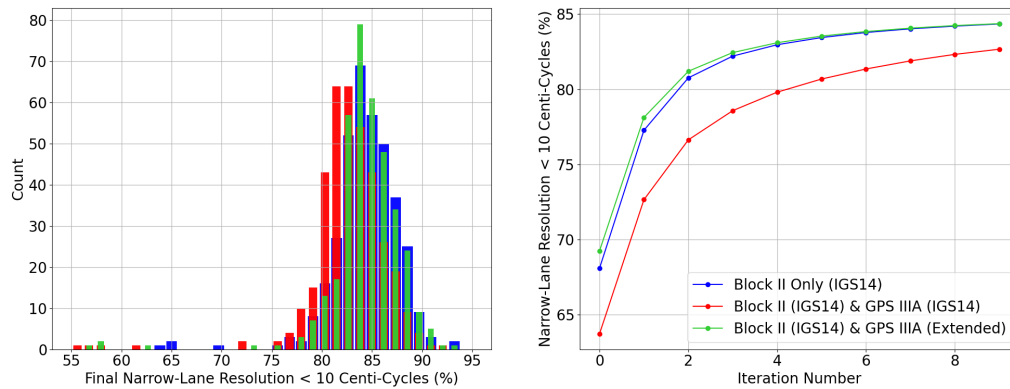 80
70
60
50
40
30
20
10
0
Count
55 60 65 70 75 80 85 90 95
Final Narrow-Lane Resolution < 10 Centi-Cycles (%)
85
80
75
70
65
Narrow-Lane Resolution < 10 Centi-Cycles (%)
Block II Only (IGS14)
Block II (IGS14) & GPS IIIA (IGS14)
Block II (IGS14) & GPS IIIA (Extended)
0 2 4 6 8
Iteration Number